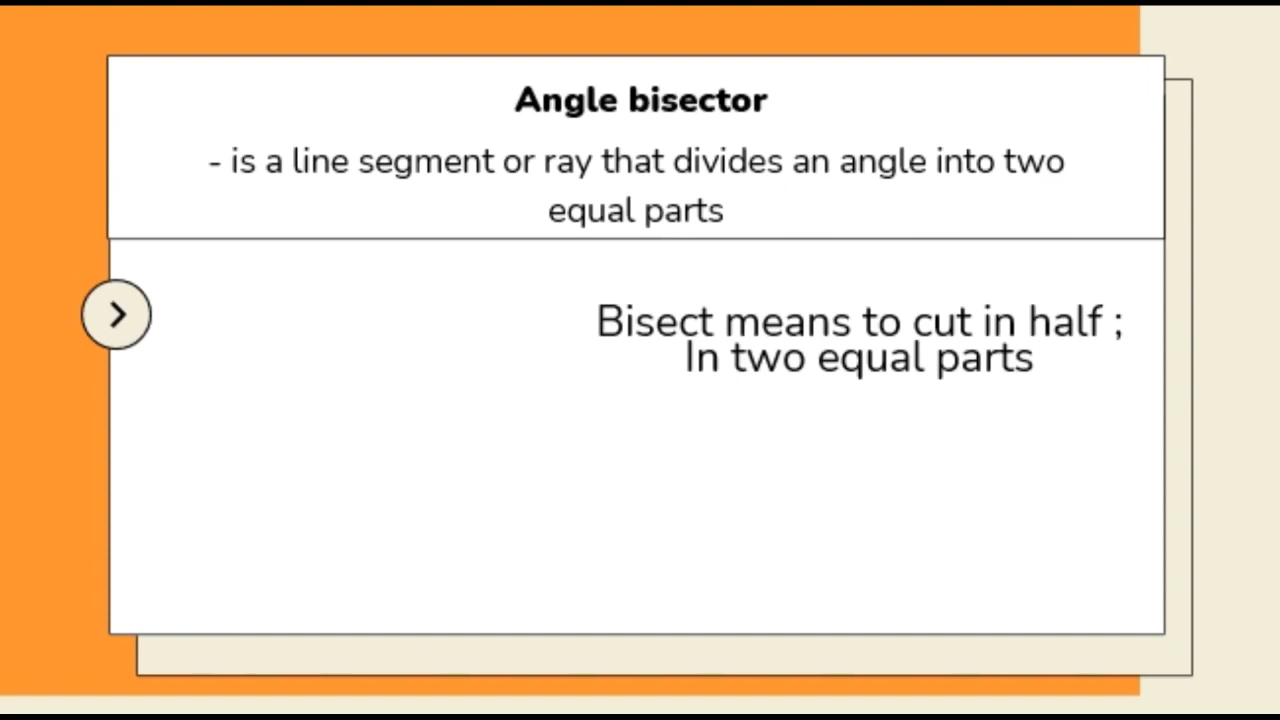 Angle bisector
- is a line segment or ray that divides an angle into two
equal parts
Bisect means to cut in half ;
In two equal parts